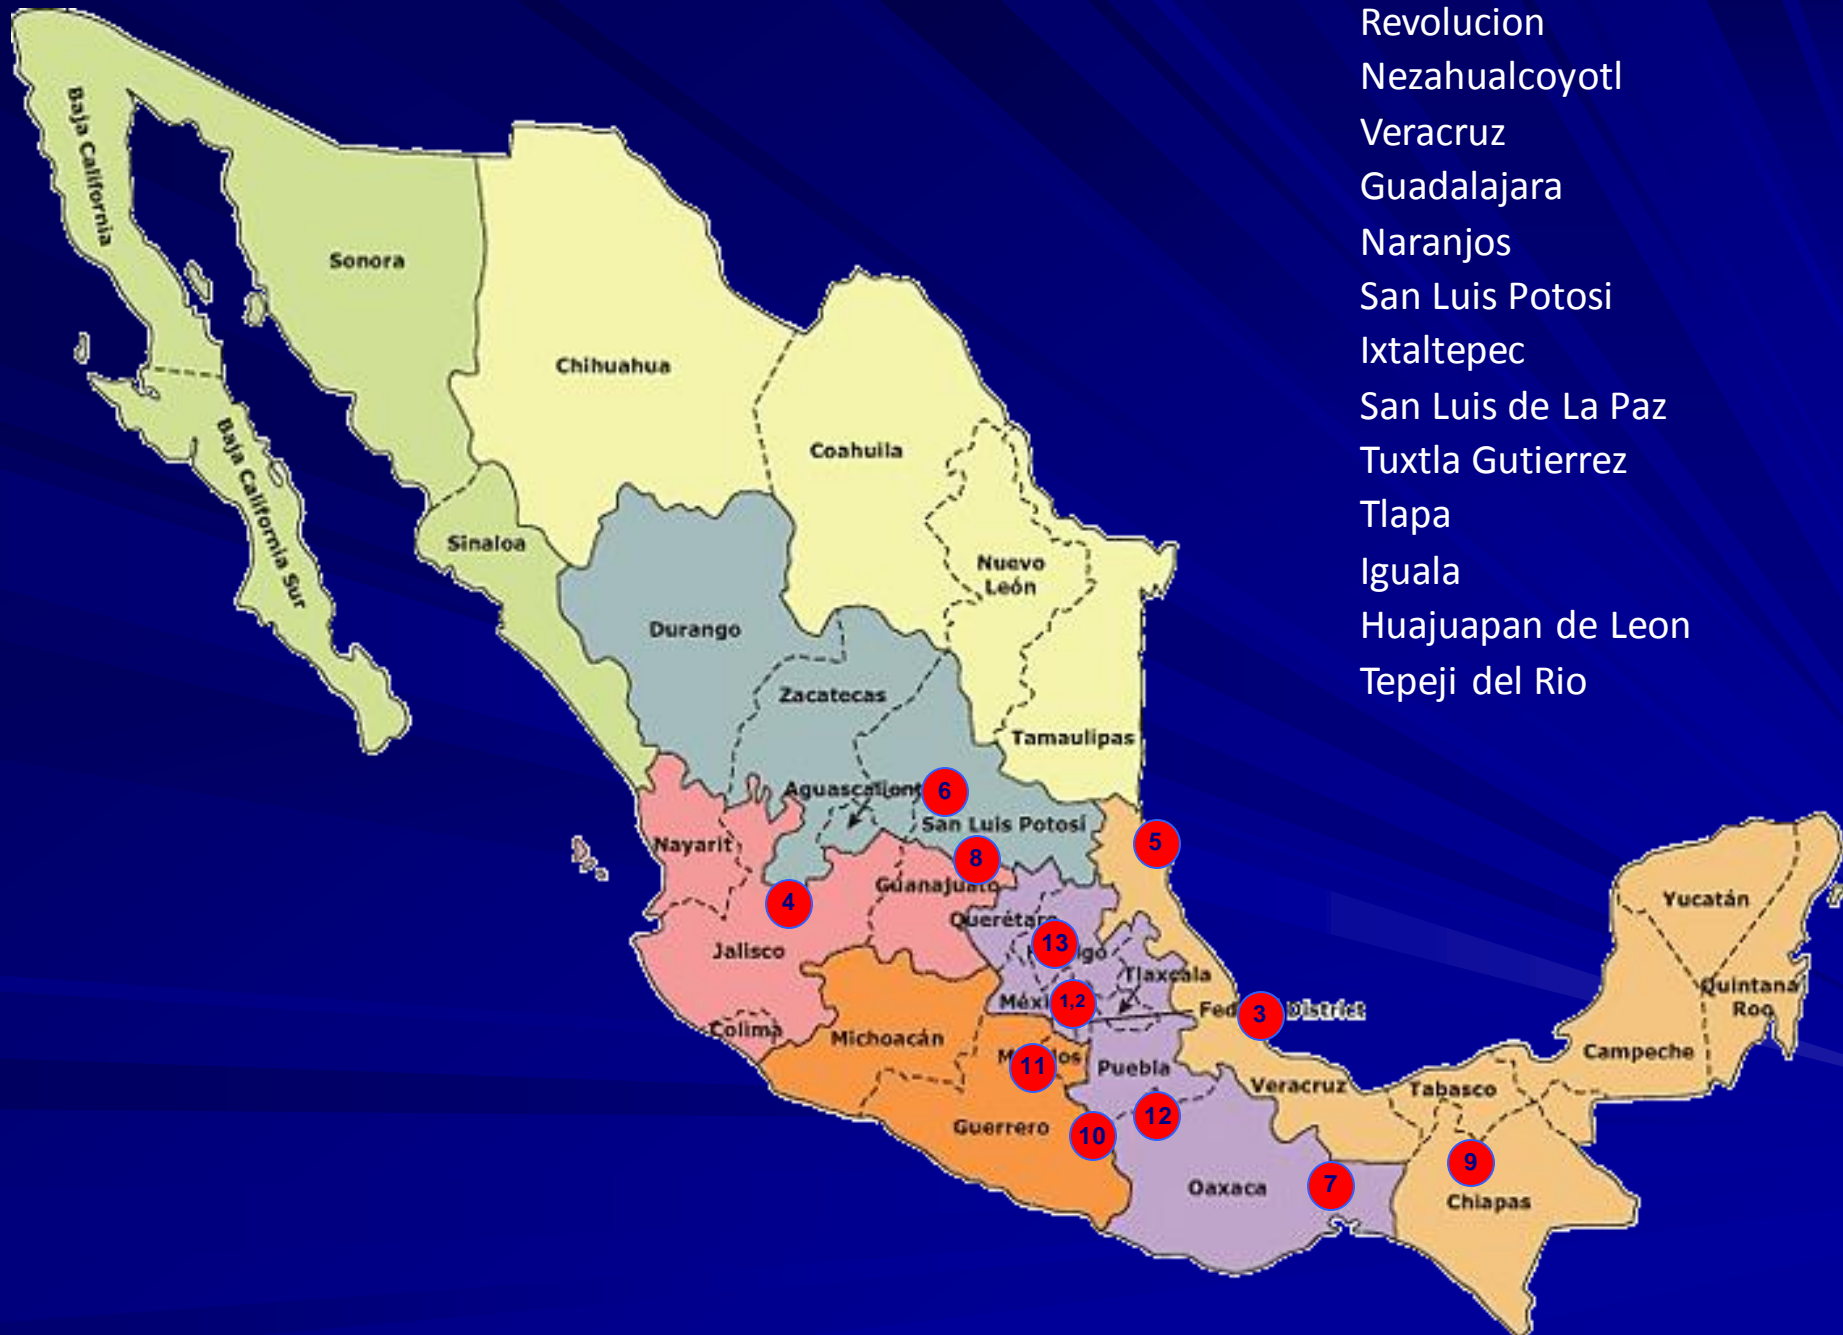 Revolucion
Nezahualcoyotl
Veracruz
Guadalajara
Naranjos
San Luis Potosi
Ixtaltepec
San Luis de La Paz
Tuxtla Gutierrez
Tlapa
Iguala
Huajuapan de Leon
Tepeji del Rio
Baja California
Sonora
Chihuahua
Coahuila
Baja California Sur
Sinaloa
Nuevo
León
Durango
Zacatecas
Tamaulipas
6
San Luis Potosí
5
Nayarit
8
4
Jalisco
13
Tlaxcala
1,2
3
District
Colima
Michoacán
11
Puebla
Veracruz
Tabasco
Campeche
Yucatán
Quintana
Roo
12
Guerrero
10
9
Oaxaca
7
Chiapas